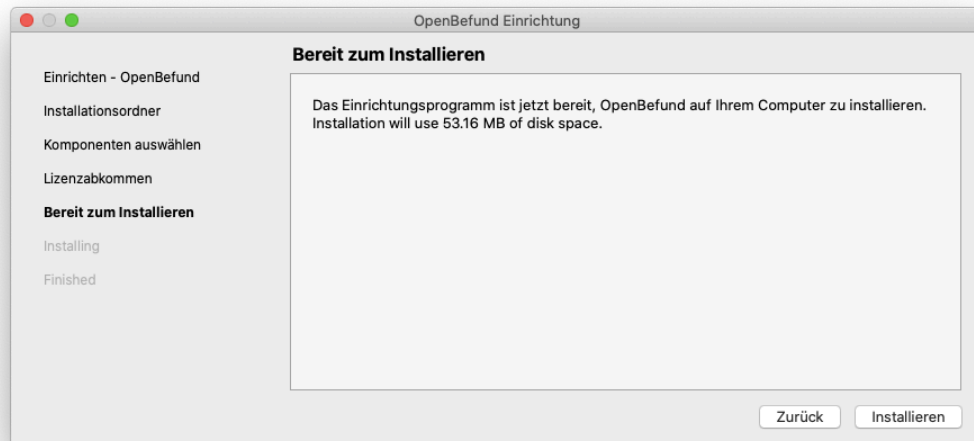 OpenBefund Einrichtung
Einrichten - OpenBefund
Installationsordner
Komponenten auswählen
Lizenzabkommen
Bereit zum Installieren
Installing
Finished
Bereit zum Installieren
Das Einrichtungsprogramm ist jetzt bereit, OpenBefund auf Ihrem Computer zu installieren.
Installation will use 53.16 MB of disk space.
Zurück
Installieren